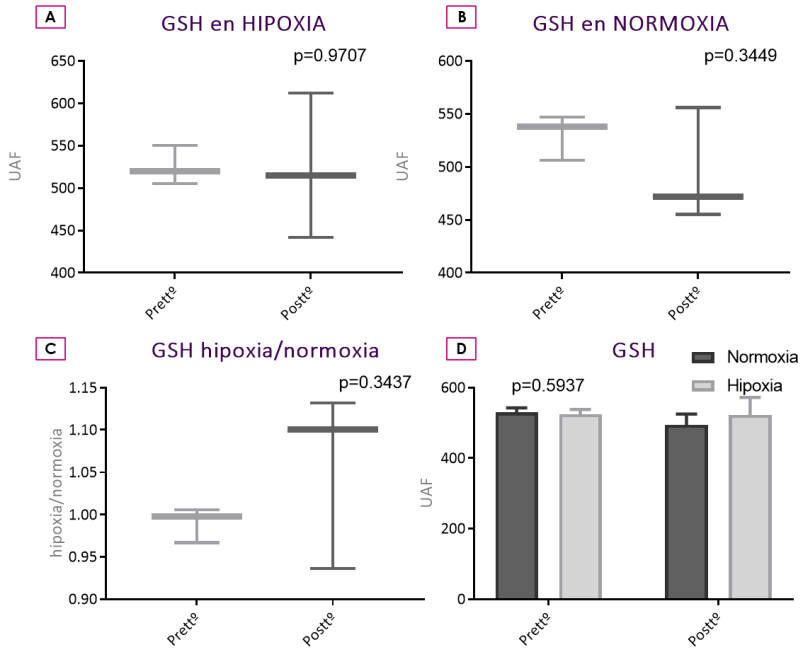 A
GSH en HIPOXIA
p=0.9707
650
600
550
500
450
400
UAF
Prettº
Posttº
B
GSH en NORMOXIA
p=0.3449
600
550
500
450
400
UAF
Prettº
Posttº
C
GSH hipoxia/normoxia
p=0.3437
1.15
1.10
1.05
1.00
0.95
0.90
hipoxia/normoxia
Prettº
Posttº
D
GSH
Normoxia
Hipoxia
p=0.5937
600
400
200
0
UAF
Prettº
Posttº